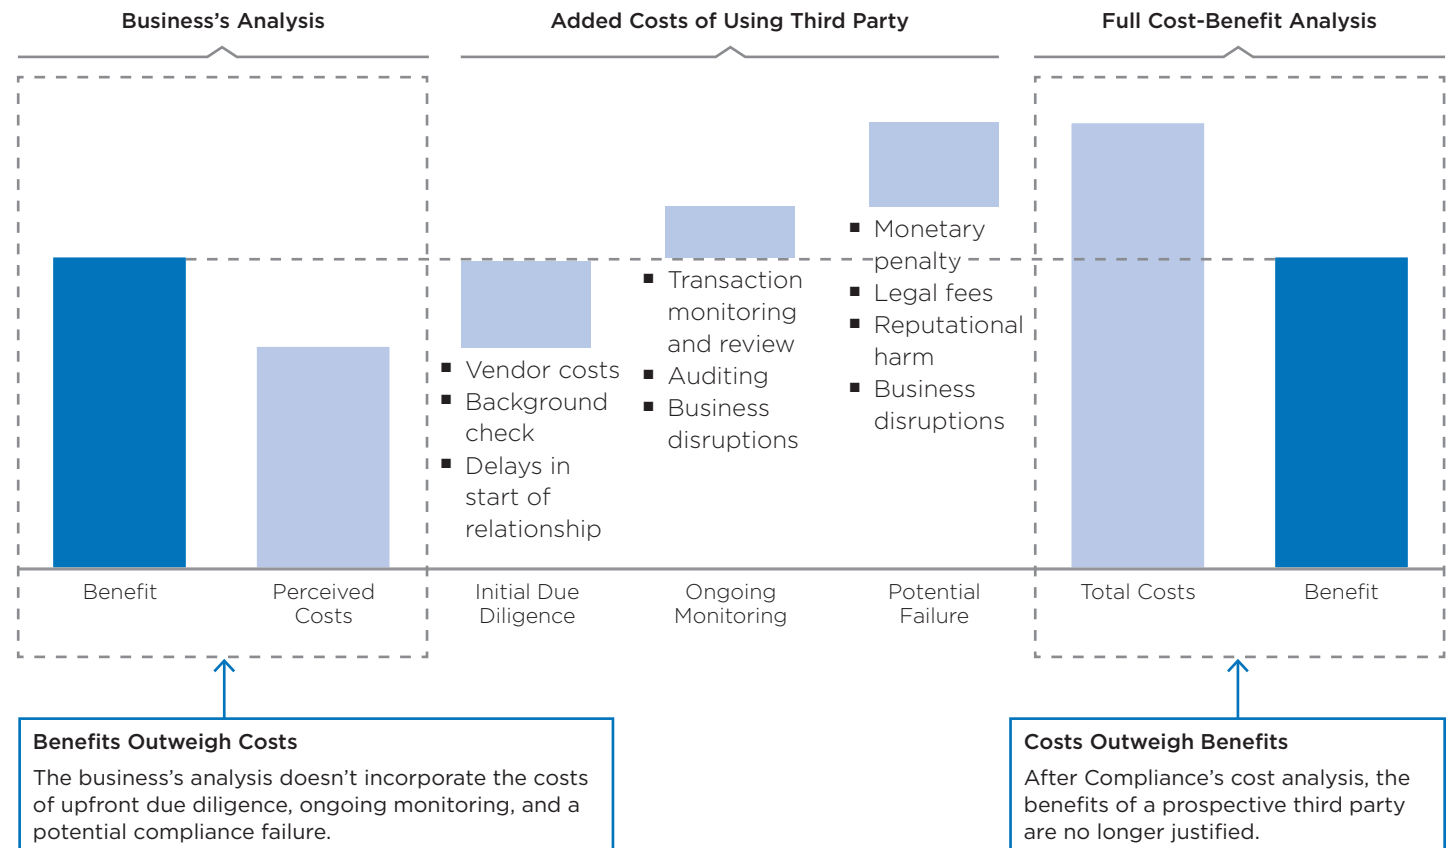 Business’s Analysis
Added Costs of Using Third Party
Full Cost-Benefit Analysis
■ Vendor costs
■ Background
check
■ Delays in
start of
relationship
■ Transaction
monitoring
and review
■ Auditing
■ Business
disruptions
■ Monetary
penalty
■ Legal fees
■ Reputational
harm
■ Business
disruptions
Benefit
Perceived
Costs
Initial Due
Diligence
Ongoing
Monitoring
Potential
Failure
Total Costs
Benefit
Benefits Outweigh Costs
The business’s analysis doesn’t incorporate the costs
of upfront due diligence, ongoing monitoring, and a
potential compliance failure.
Costs Outweigh Benefits
After Compliance’s cost analysis, the
benefits of a prospective third party
are no longer justified.